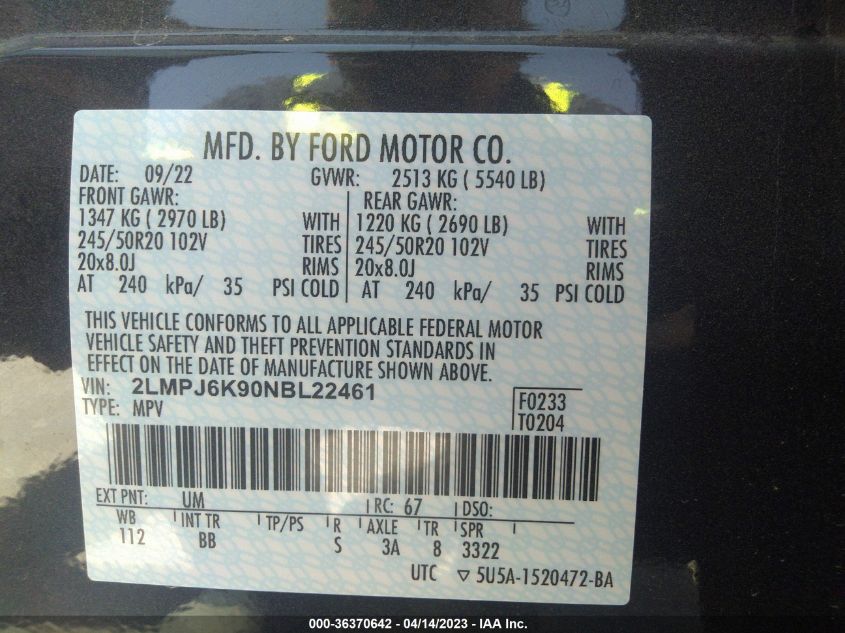 MFD. BY FORD MOTOR CO.
DATE: 09/22 GVWR: 2513 KG ( 5540 LB)
FRONT GAWR: REAR GAWR:
1347 KG ( 2970 LB) WITH 1220 KG ( 2690 LB) WITH
245/50R20 102V TIRES 245/50R20 102V TIRES
20x8.0J RIMS 20x8.0J RIMS
AT 240 kPa/ 35 PSI COLD AT 240 kPa/ 35 PSI COLD
THIS VEHICLE CONFORMS TO ALL APPLICABLE FEDERAL MOTOR
VEHICLE SAFETY AND THEFT PREVENTION STANDARDS IN
EFFECT ON THE DATE OF MANUFACTURE SHOWN ABOVE.
VIN: 2LMPJ6K90NBL22461
TYPE: MPV
F0233
T0204
EXT PNT: UM RC: 67 DSO:
WB INT TR TP/PS R AXLE TR SPR
112 BB S 3A 8 3322
UTC ▽ 5U5A-1520472-BA
000-36370642 - 04/14/2023 - IAA Inc.